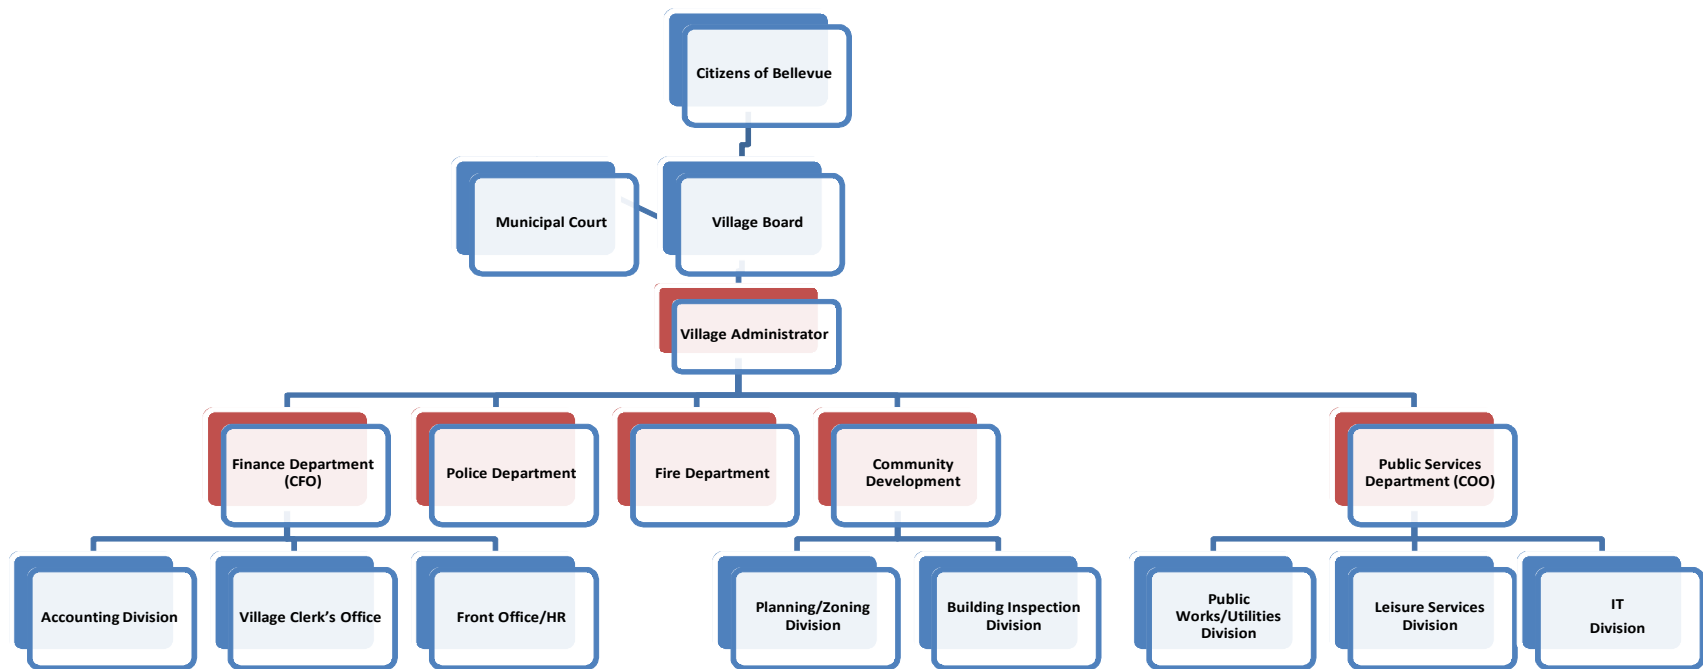 Citizens of Bellevue
Municipal Court
Village Board
Village Administrator
Finance Department
(CFO)
Police Department
Fire Department
Community
Development
Public Services
Department (COO)
Accounting Division
Village Clerk’s Office
Front Office/HR
Planning/Zoning
Division
Building Inspection
Division
Public
Works/Utilities
Division
Leisure Services
Division
IT
Division